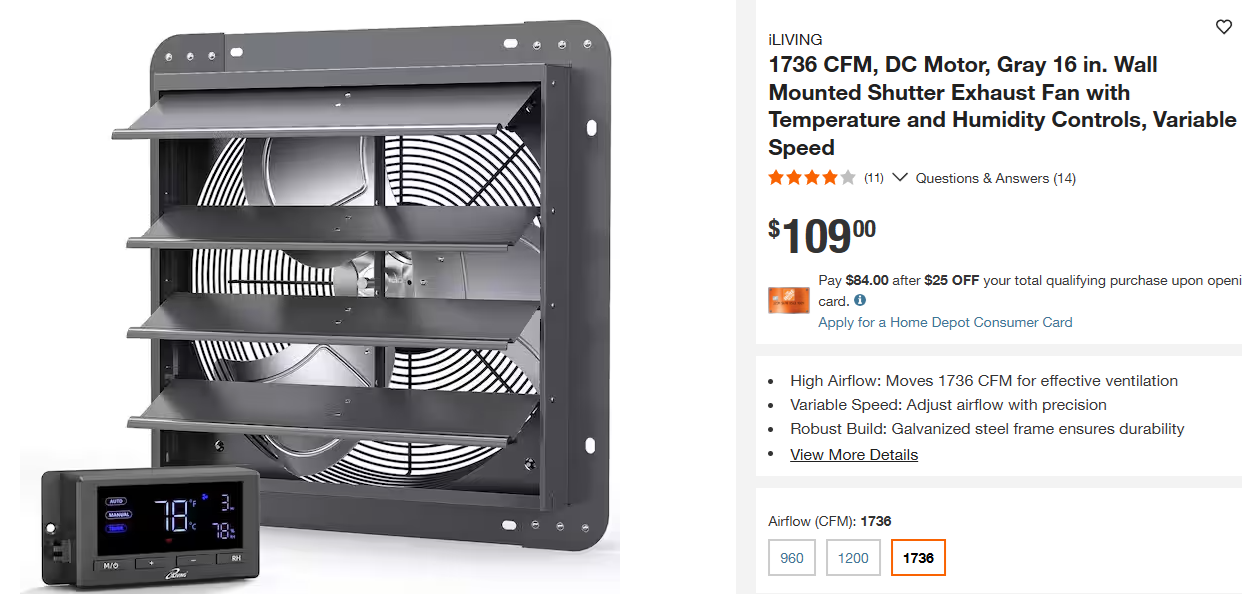 iLIVING
1736 CFM, DC Motor, Gray 16 in. Wall
Mounted Shutter Exhaust Fan with
Temperature and Humidity Controls, Variable
Speed
(11) Questions & Answers (14)
$10900
Pay $84.00 after $25 OFF your total qualifying purchase upon openi
card.
Apply for a Home Depot Consumer Card
High Airflow: Moves 1736 CFM for effective ventilation
Variable Speed: Adjust airflow with precision
Robust Build: Galvanized steel frame ensures durability
View More Details
Airflow (CFM): 1736
960 1200 1736
AUTO
MANUAL
78 °F °C
3
78 %
M/⏻ + − RH
iLIVING